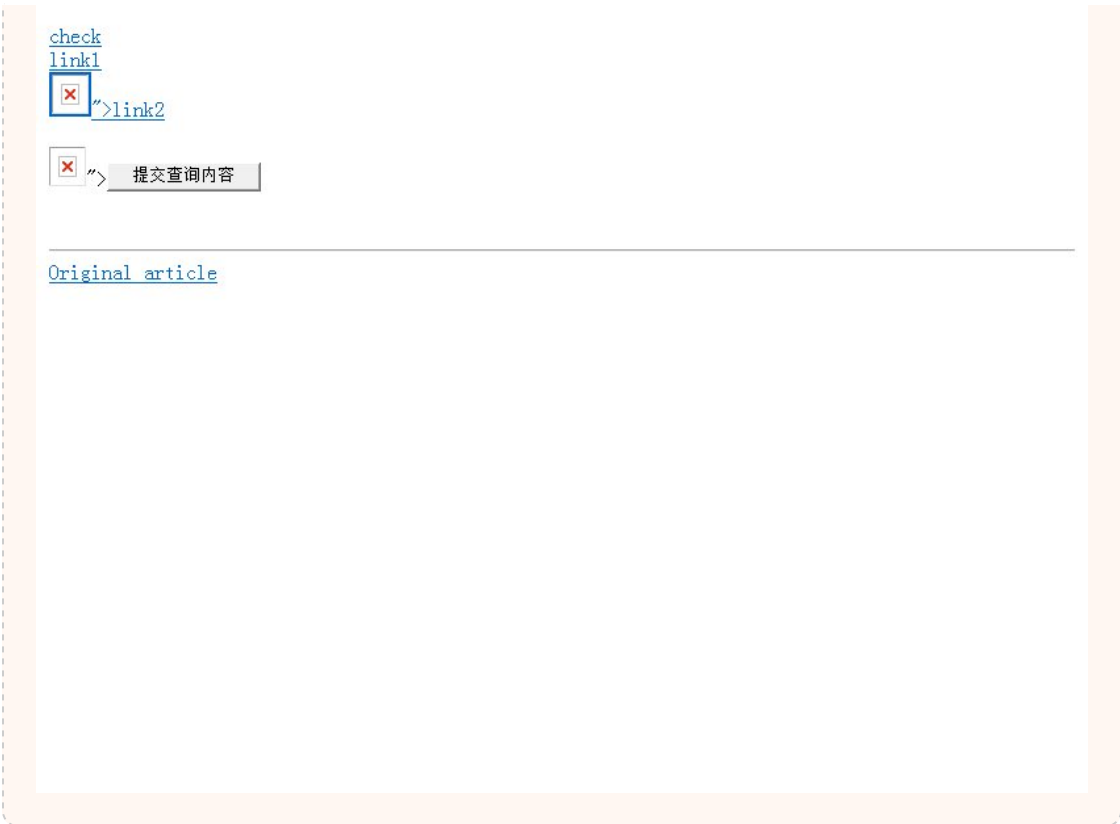 check
link1
">link2
">提交查询内容
Original article